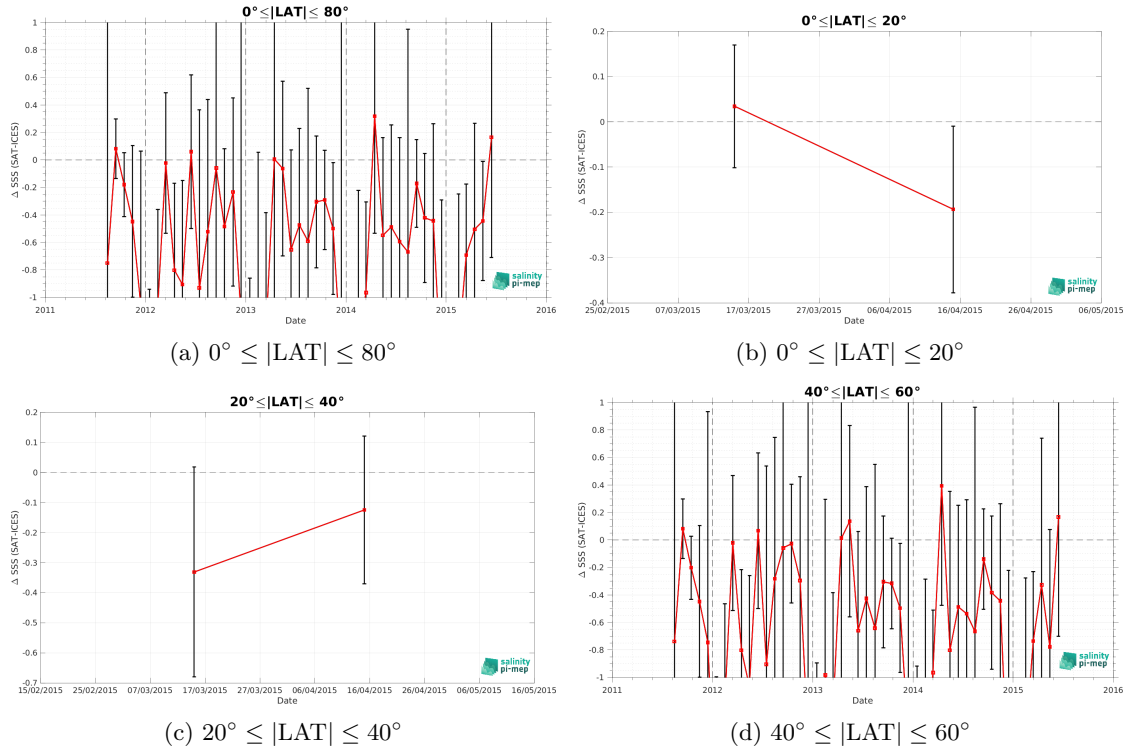 0°≤|LAT|≤ 80°
Δ SSS (SAT-ICES)
1
0.8
0.6
0.4
0.2
0
-0.2
-0.4
-0.6
-0.8
-1
2011 2012 2013 2014 2015 2016
Date
salinity
pi-mep
(a) 0° ≤ |LAT| ≤ 80°
0°≤|LAT|≤ 20°
Δ SSS (SAT-ICES)
0.2
0.1
0
-0.1
-0.2
-0.3
-0.4
25/02/2015 07/03/2015 17/03/2015 27/03/2015 06/04/2015 16/04/2015 26/04/2015 06/05/2015
Date
salinity
pi-mep
(b) 0° ≤ |LAT| ≤ 20°
20°≤|LAT|≤ 40°
Δ SSS (SAT-ICES)
0.2
0.1
0
-0.1
-0.2
-0.3
-0.4
-0.5
-0.6
-0.7
15/02/2015 25/02/2015 07/03/2015 17/03/2015 27/03/2015 06/04/2015 16/04/2015 26/04/2015 06/05/2015 16/05/2015
Date
salinity
pi-mep
(c) 20° ≤ |LAT| ≤ 40°
40°≤|LAT|≤ 60°
Δ SSS (SAT-ICES)
1
0.8
0.6
0.4
0.2
0
-0.2
-0.4
-0.6
-0.8
-1
2011 2012 2013 2014 2015 2016
Date
salinity
pi-mep
(d) 40° ≤ |LAT| ≤ 60°